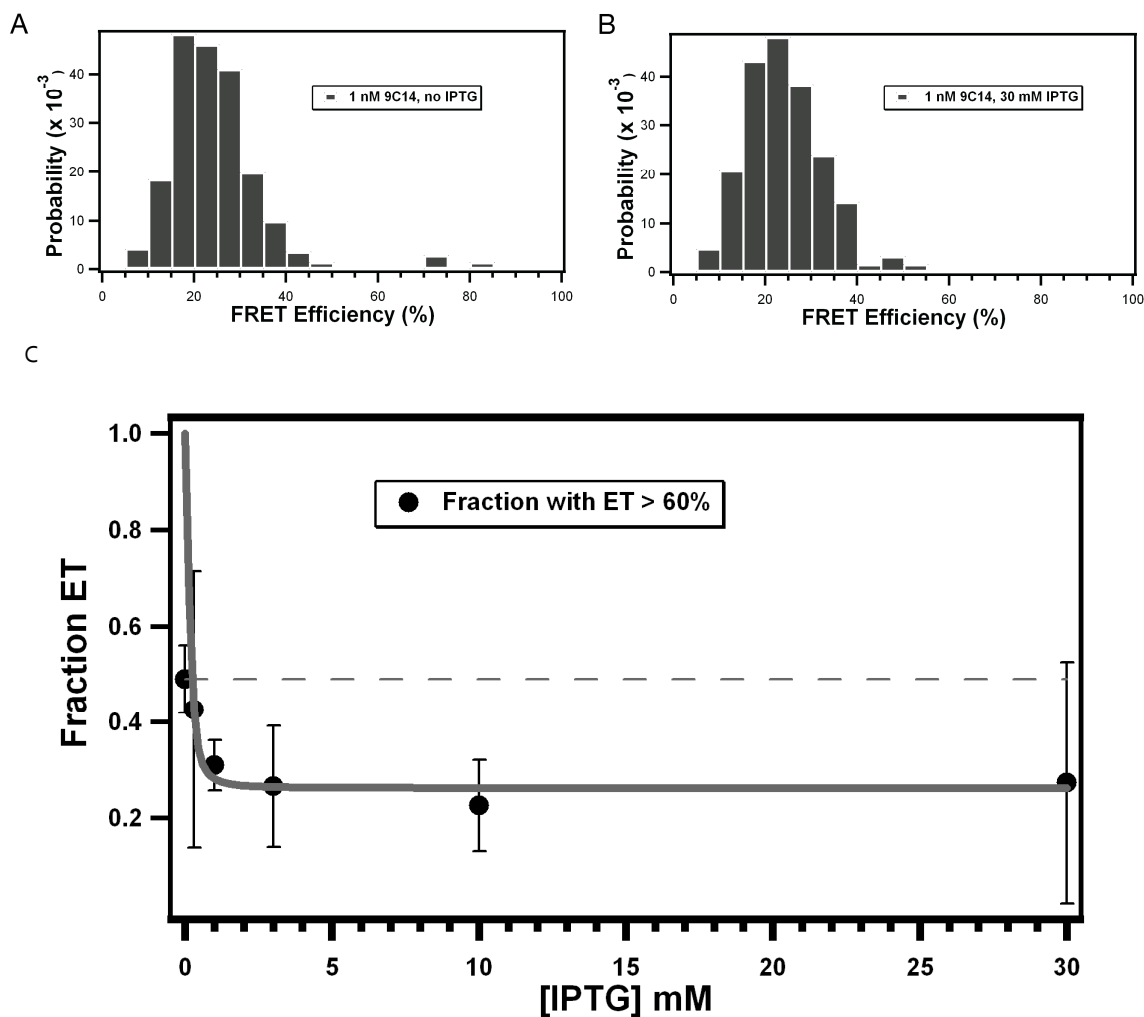 A
Probability (x 10⁻³)
40
30
20
10
0
1 nM 9C14, no IPTG
0 20 40 60 80 100
FRET Efficiency (%)
B
Probability (x 10⁻³)
40
30
20
10
0
1 nM 9C14, 30 mM IPTG
0 20 40 60 80 100
FRET Efficiency (%)
C
Fraction ET
1.0
0.8
0.6
0.4
0.2
Fraction with ET > 60%
0 5 10 15 20 25 30
[IPTG] mM